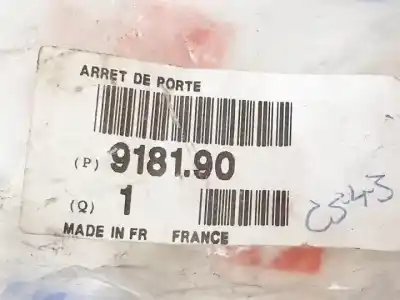 ARRET DE PORTE
(P) 9181.90
(Q) 1
MADE IN FR FRANCE